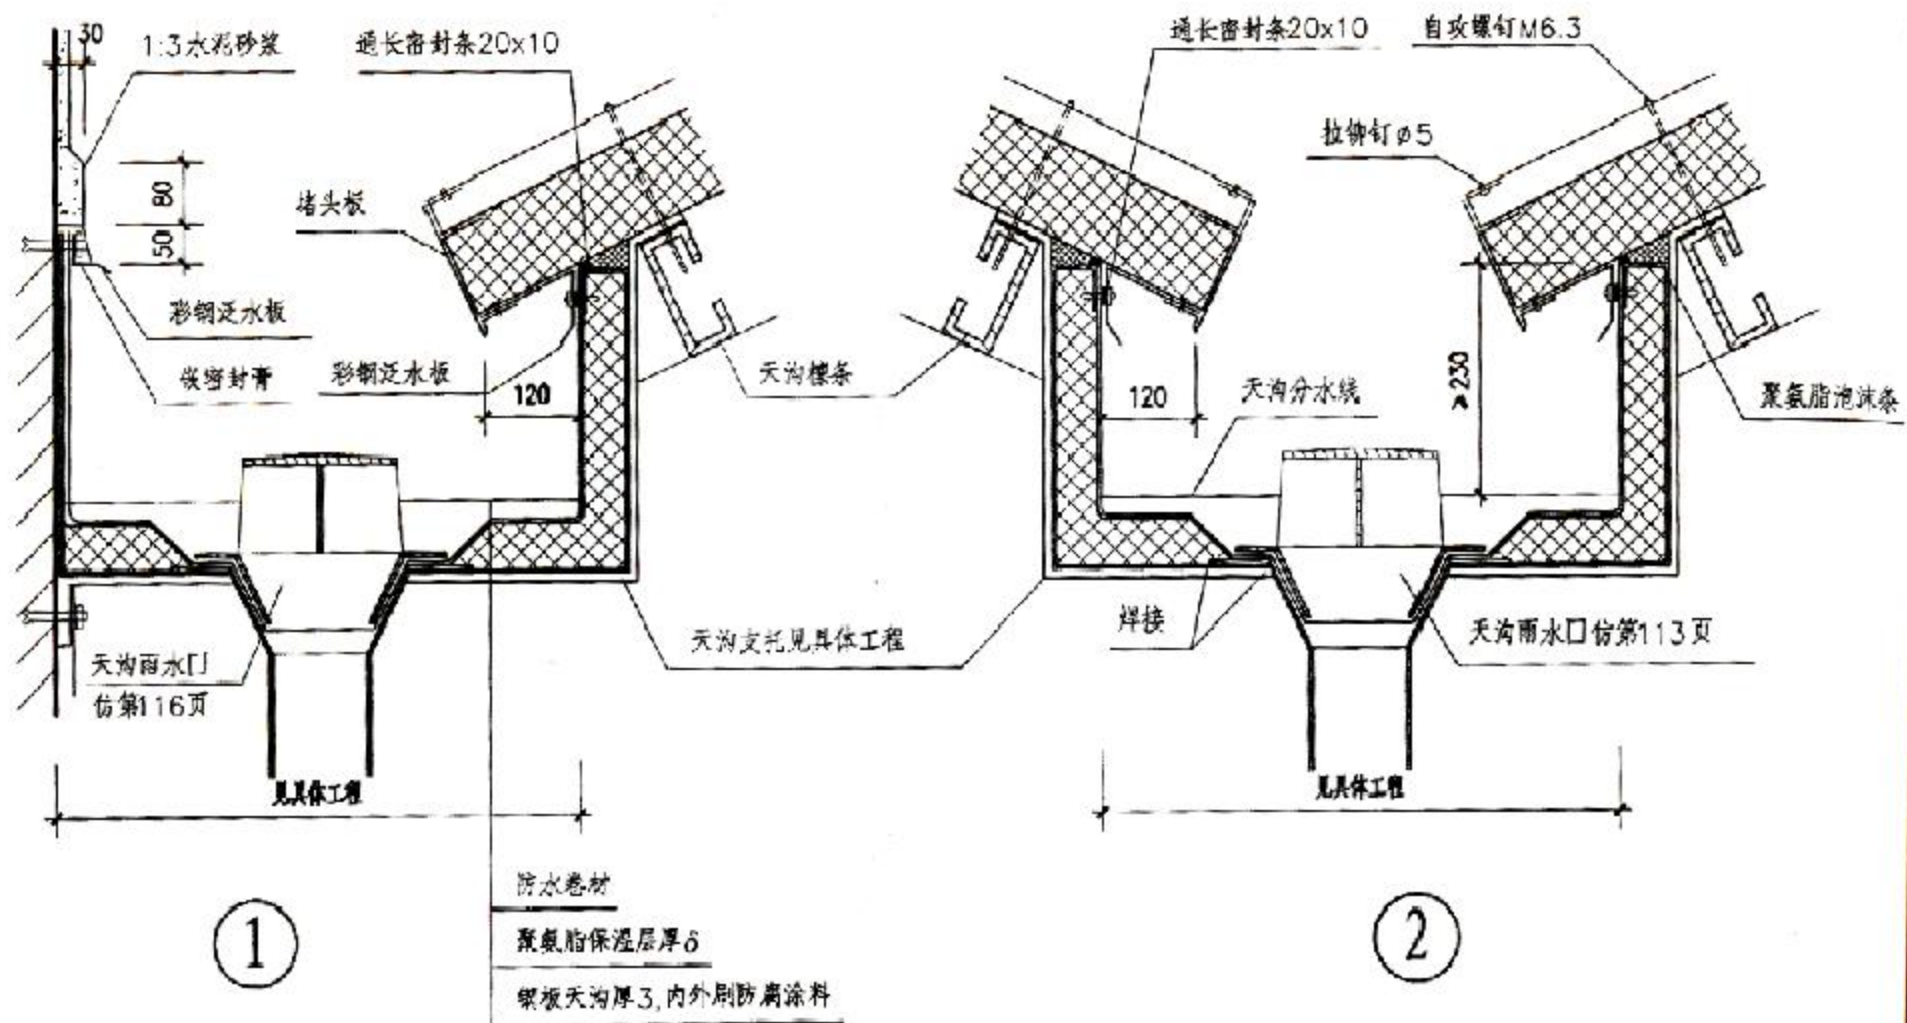 30
1:3水泥砂浆
通长密封条20x10
通长密封条20x10
自攻螺钉M6.3
拉铆钉ø5
堵头板
80
50
彩钢泛水板
嵌密封膏
彩钢泛水板
120
天沟檩条
120
天沟分水线
≥230
聚氨脂泡沫条
天沟雨水口
仿第116页
天沟支托见具体工程
焊接
天沟雨水口仿第113页
见具体工程
见具体工程
防水卷材
聚氨脂保温层厚δ
钢板天沟厚3,内外刷防腐涂料
1
2